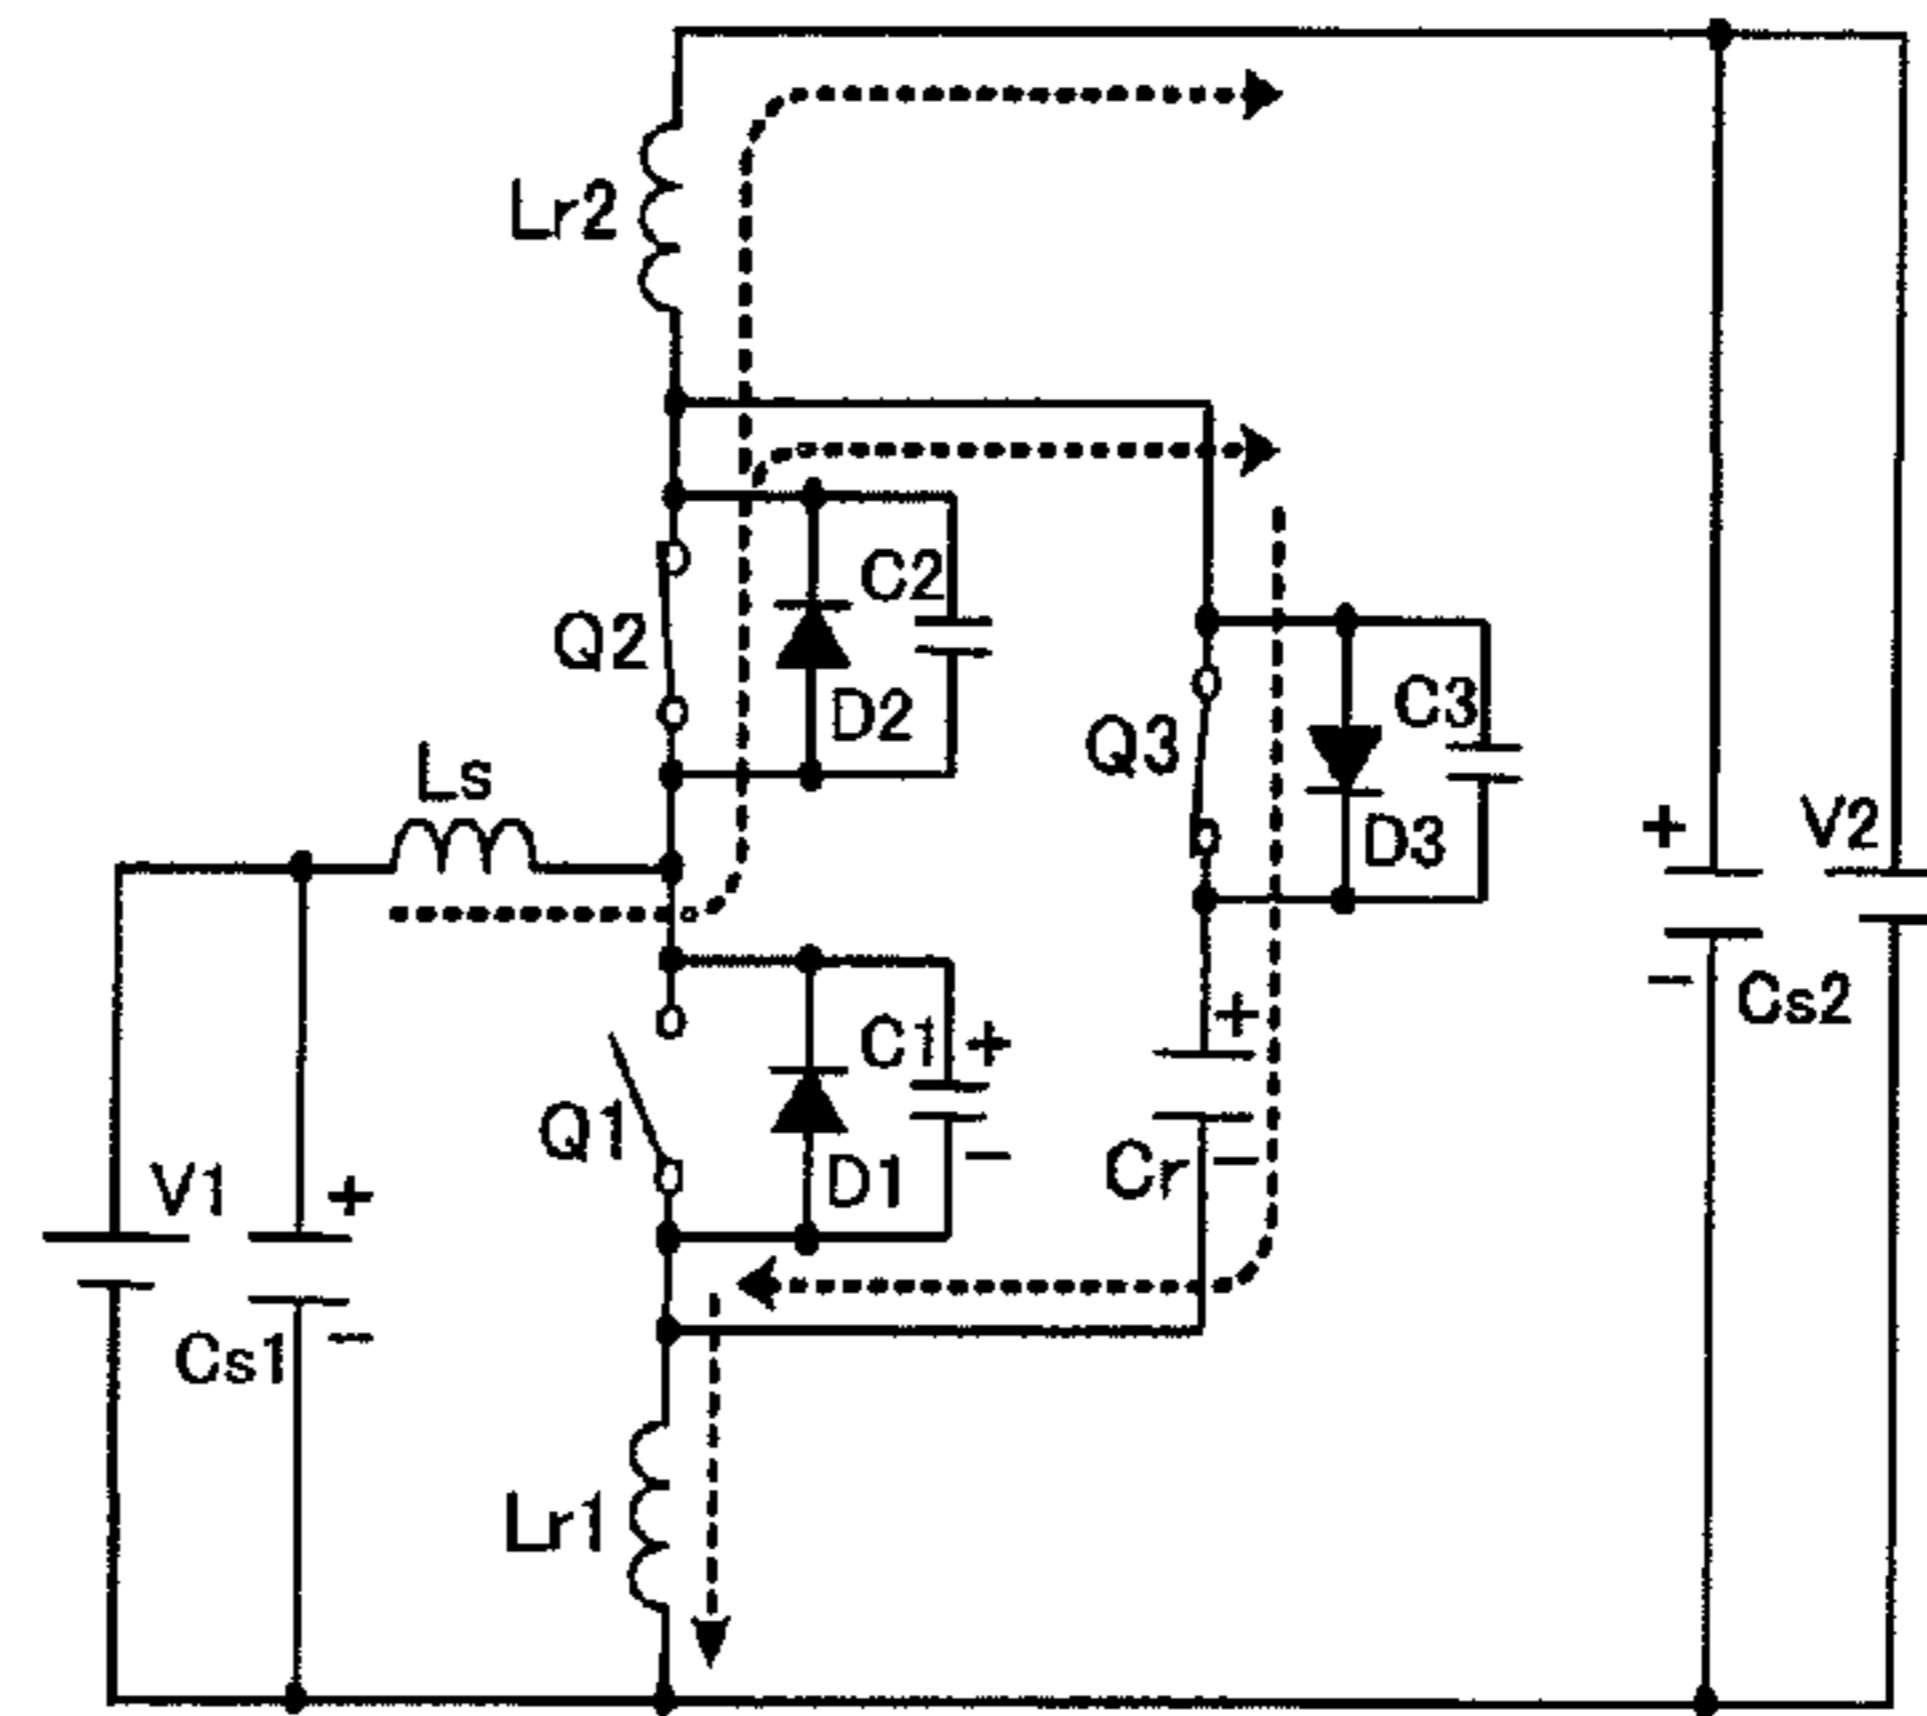 Lr2
C2
Q2
D2
C3
Q3
Ls
D3
+
V2
-
Cs2
+
C1
+
Q1
-
D1
Cr
-
V1
+
Cs1
-
Lr1